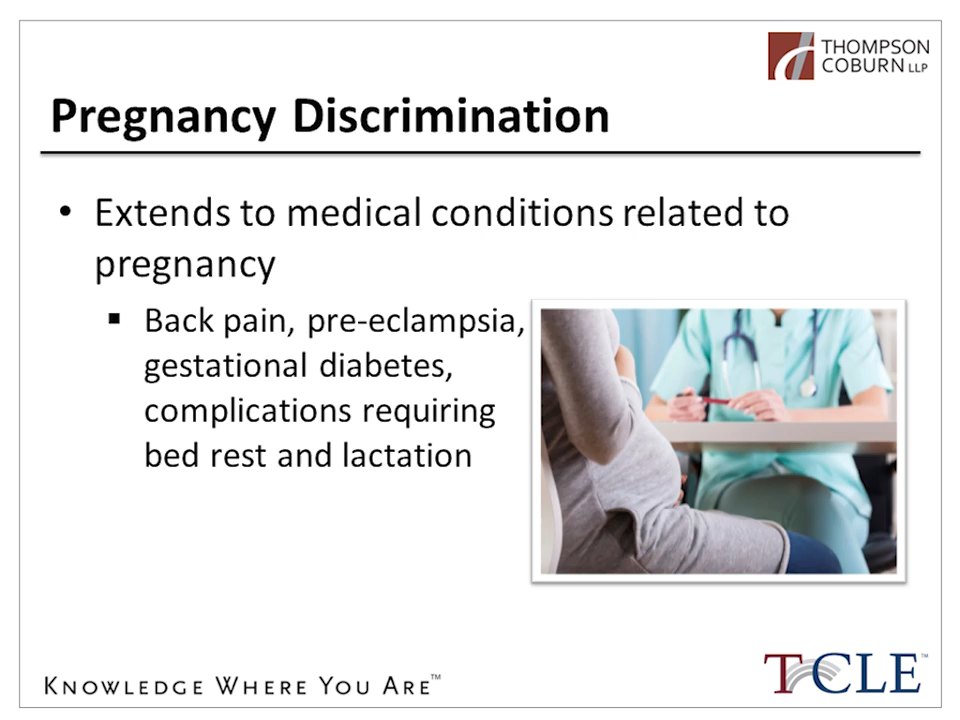 THOMPSON
COBURN LLP
Pregnancy Discrimination
• Extends to medical conditions related to
pregnancy
▪ Back pain, pre-eclampsia,
gestational diabetes,
complications requiring
bed rest and lactation
KNOWLEDGE WHERE YOU ARE™
TCLE™